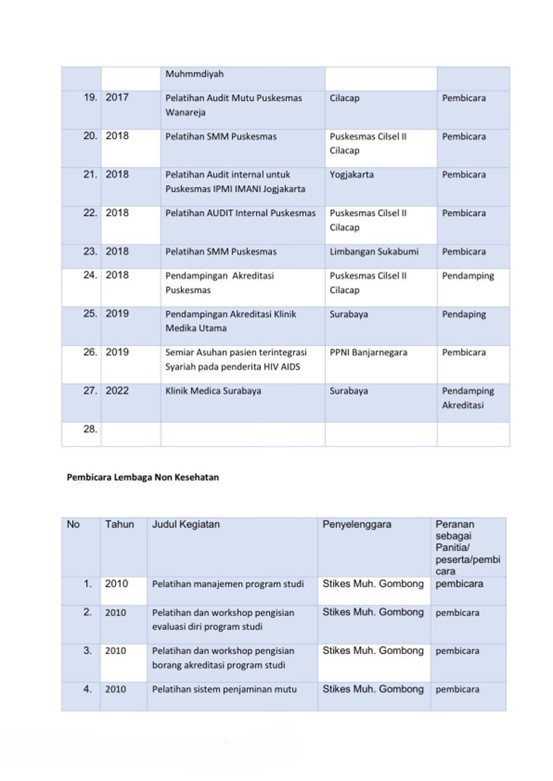 Muhmmdiyah
19. 2017 Pelatihan Audit Mutu Puskesmas Cilacap Pembicara
Wanareja
20. 2018 Pelatihan SMM Puskesmas Puskesmas Cilsel II Pembicara
Cilacap
21. 2018 Pelatihan Audit internal untuk Yogjakarta Pembicara
Puskesmas IPMI IMANI Jogjakarta
22. 2018 Pelatihan AUDIT Internal Puskesmas Puskesmas Cilsel II Pembicara
Cilacap
23. 2018 Pelatihan SMM Puskesmas Limbangan Sukabumi Pembicara
24. 2018 Pendampingan Akreditasi Puskesmas Cilsel II Pendamping
Puskesmas Cilacap
25. 2019 Pendampingan Akreditasi Klinik Surabaya Pendaping
Medika Utama
26. 2019 Semiar Asuhan pasien terintegrasi PPNI Banjarnegara Pembicara
Syariah pada penderita HIV AIDS
27. 2022 Klinik Medica Surabaya Surabaya Pendamping
Akreditasi
28.
Pembicara Lembaga Non Kesehatan
No Tahun Judul Kegiatan Penyelenggara Peranan
sebagai
Panitia/
peserta/pembi
cara
1. 2010 Pelatihan manajemen program studi Stikes Muh. Gombong pembicara
2. 2010 Pelatihan dan workshop pengisian Stikes Muh. Gombong pembicara
evaluasi diri program studi
3. 2010 Pelatihan dan workshop pengisian Stikes Muh. Gombong pembicara
borang akreditasi program studi
4. 2010 Pelatihan sistem penjaminan mutu Stikes Muh. Gombong pembicara